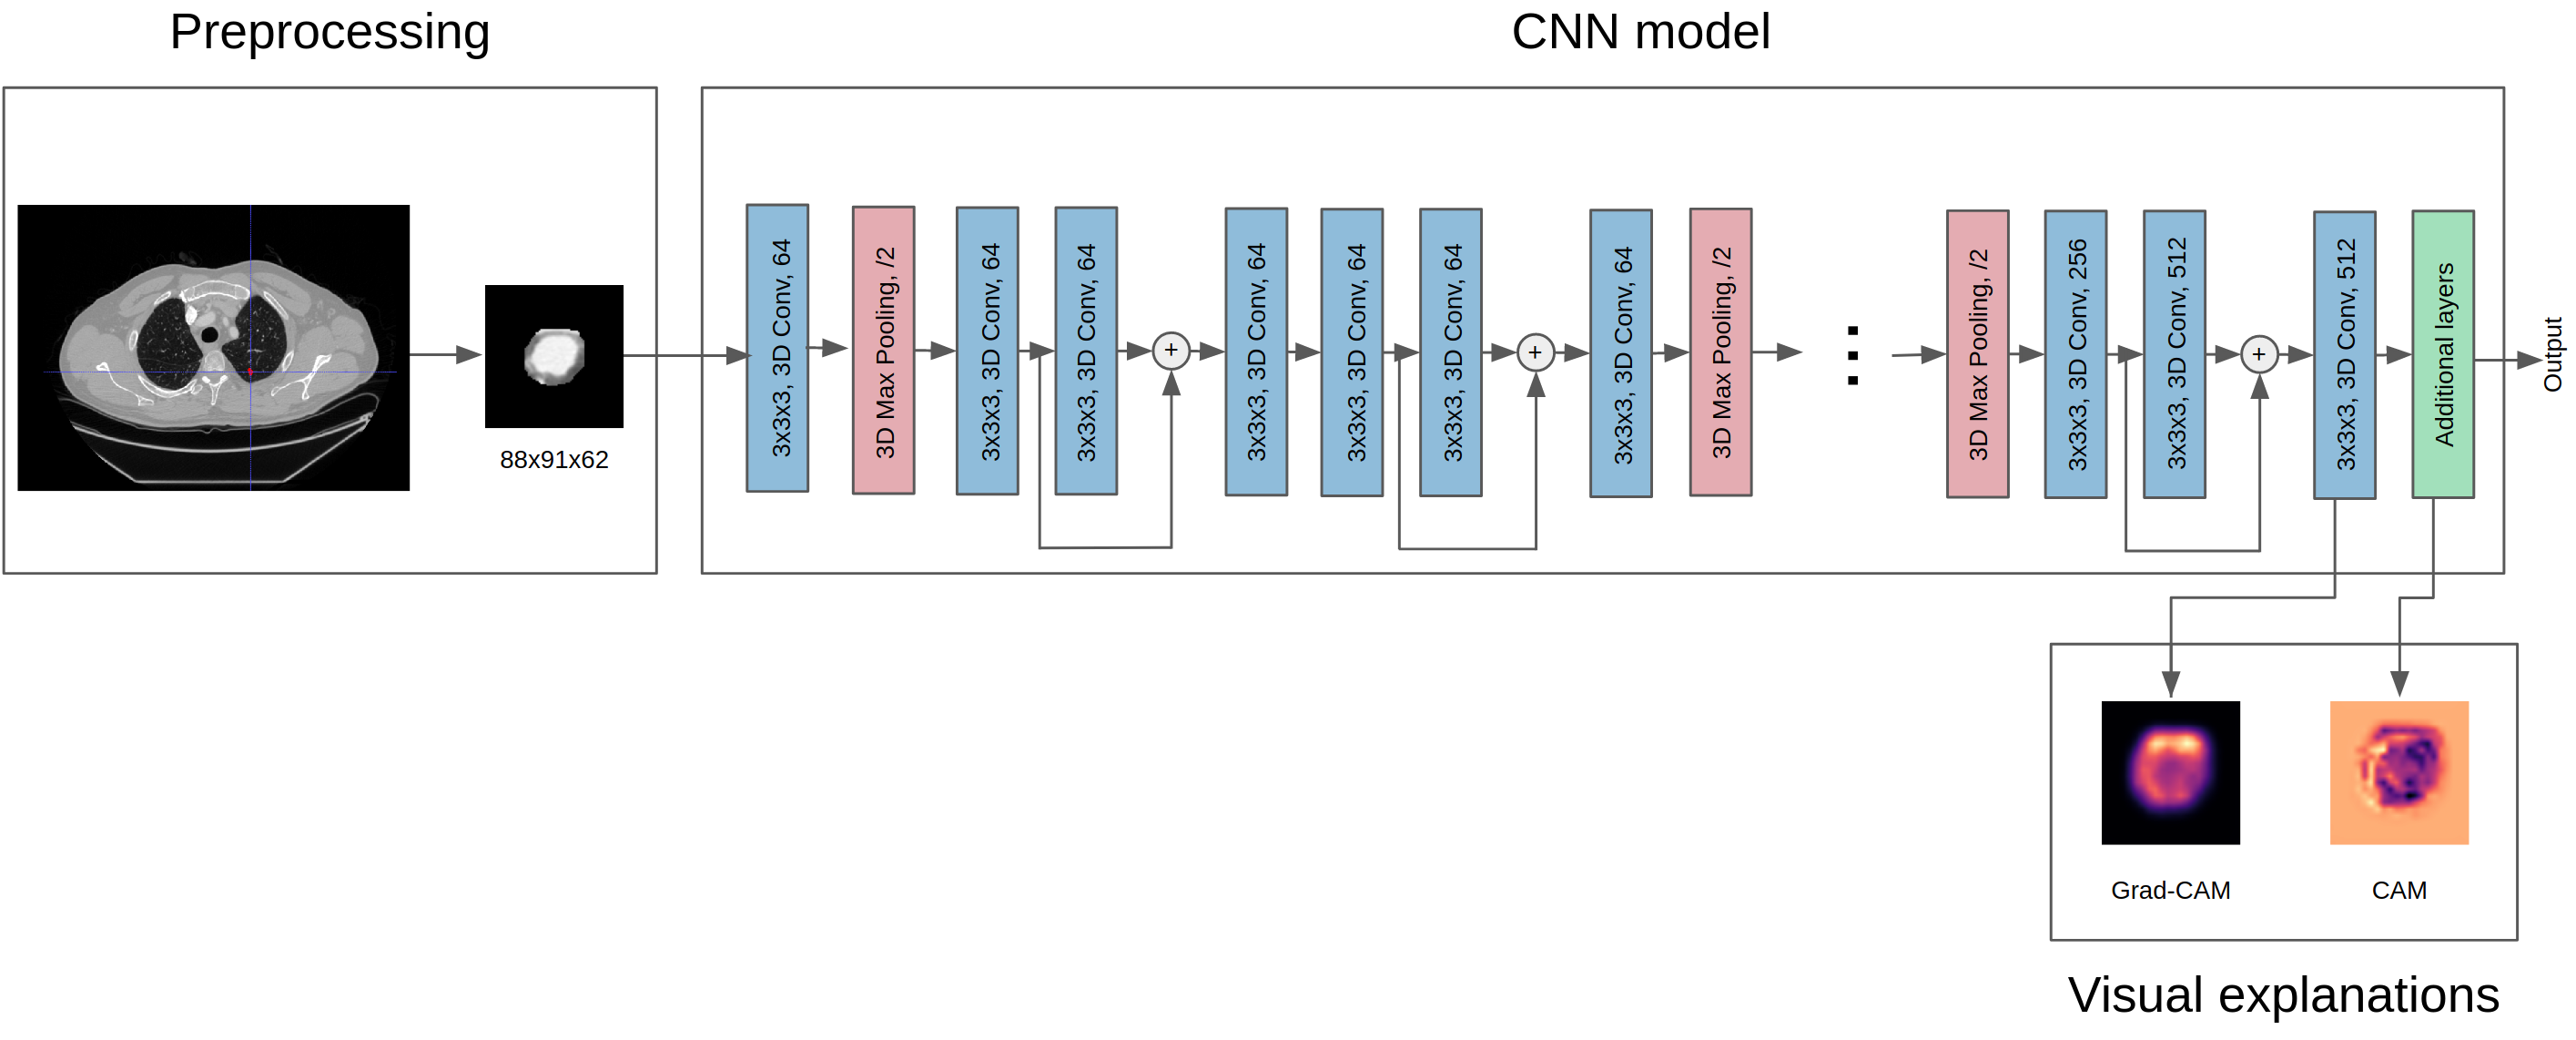 Preprocessing
CNN model
88x91x62
3x3x3, 3D Conv, 64
3D Max Pooling, /2
3x3x3, 3D Conv, 64
3x3x3, 3D Conv, 64
+
3x3x3, 3D Conv, 64
3x3x3, 3D Conv, 64
3x3x3, 3D Conv, 64
+
3x3x3, 3D Conv, 64
3D Max Pooling, /2
3D Max Pooling, /2
3x3x3, 3D Conv, 256
3x3x3, 3D Conv, 512
+
3x3x3, 3D Conv, 512
Additional layers
Output
Grad-CAM
CAM
Visual explanations